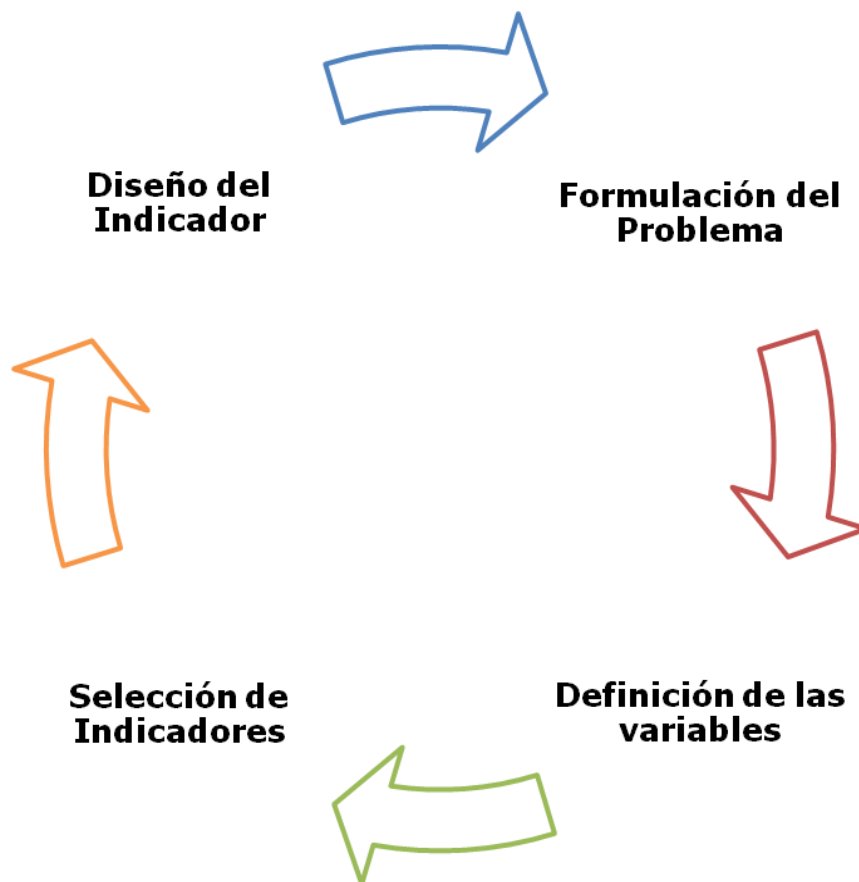 Diseño del
Indicador
Formulación del
Problema
Selección de
Indicadores
Definición de las
variables